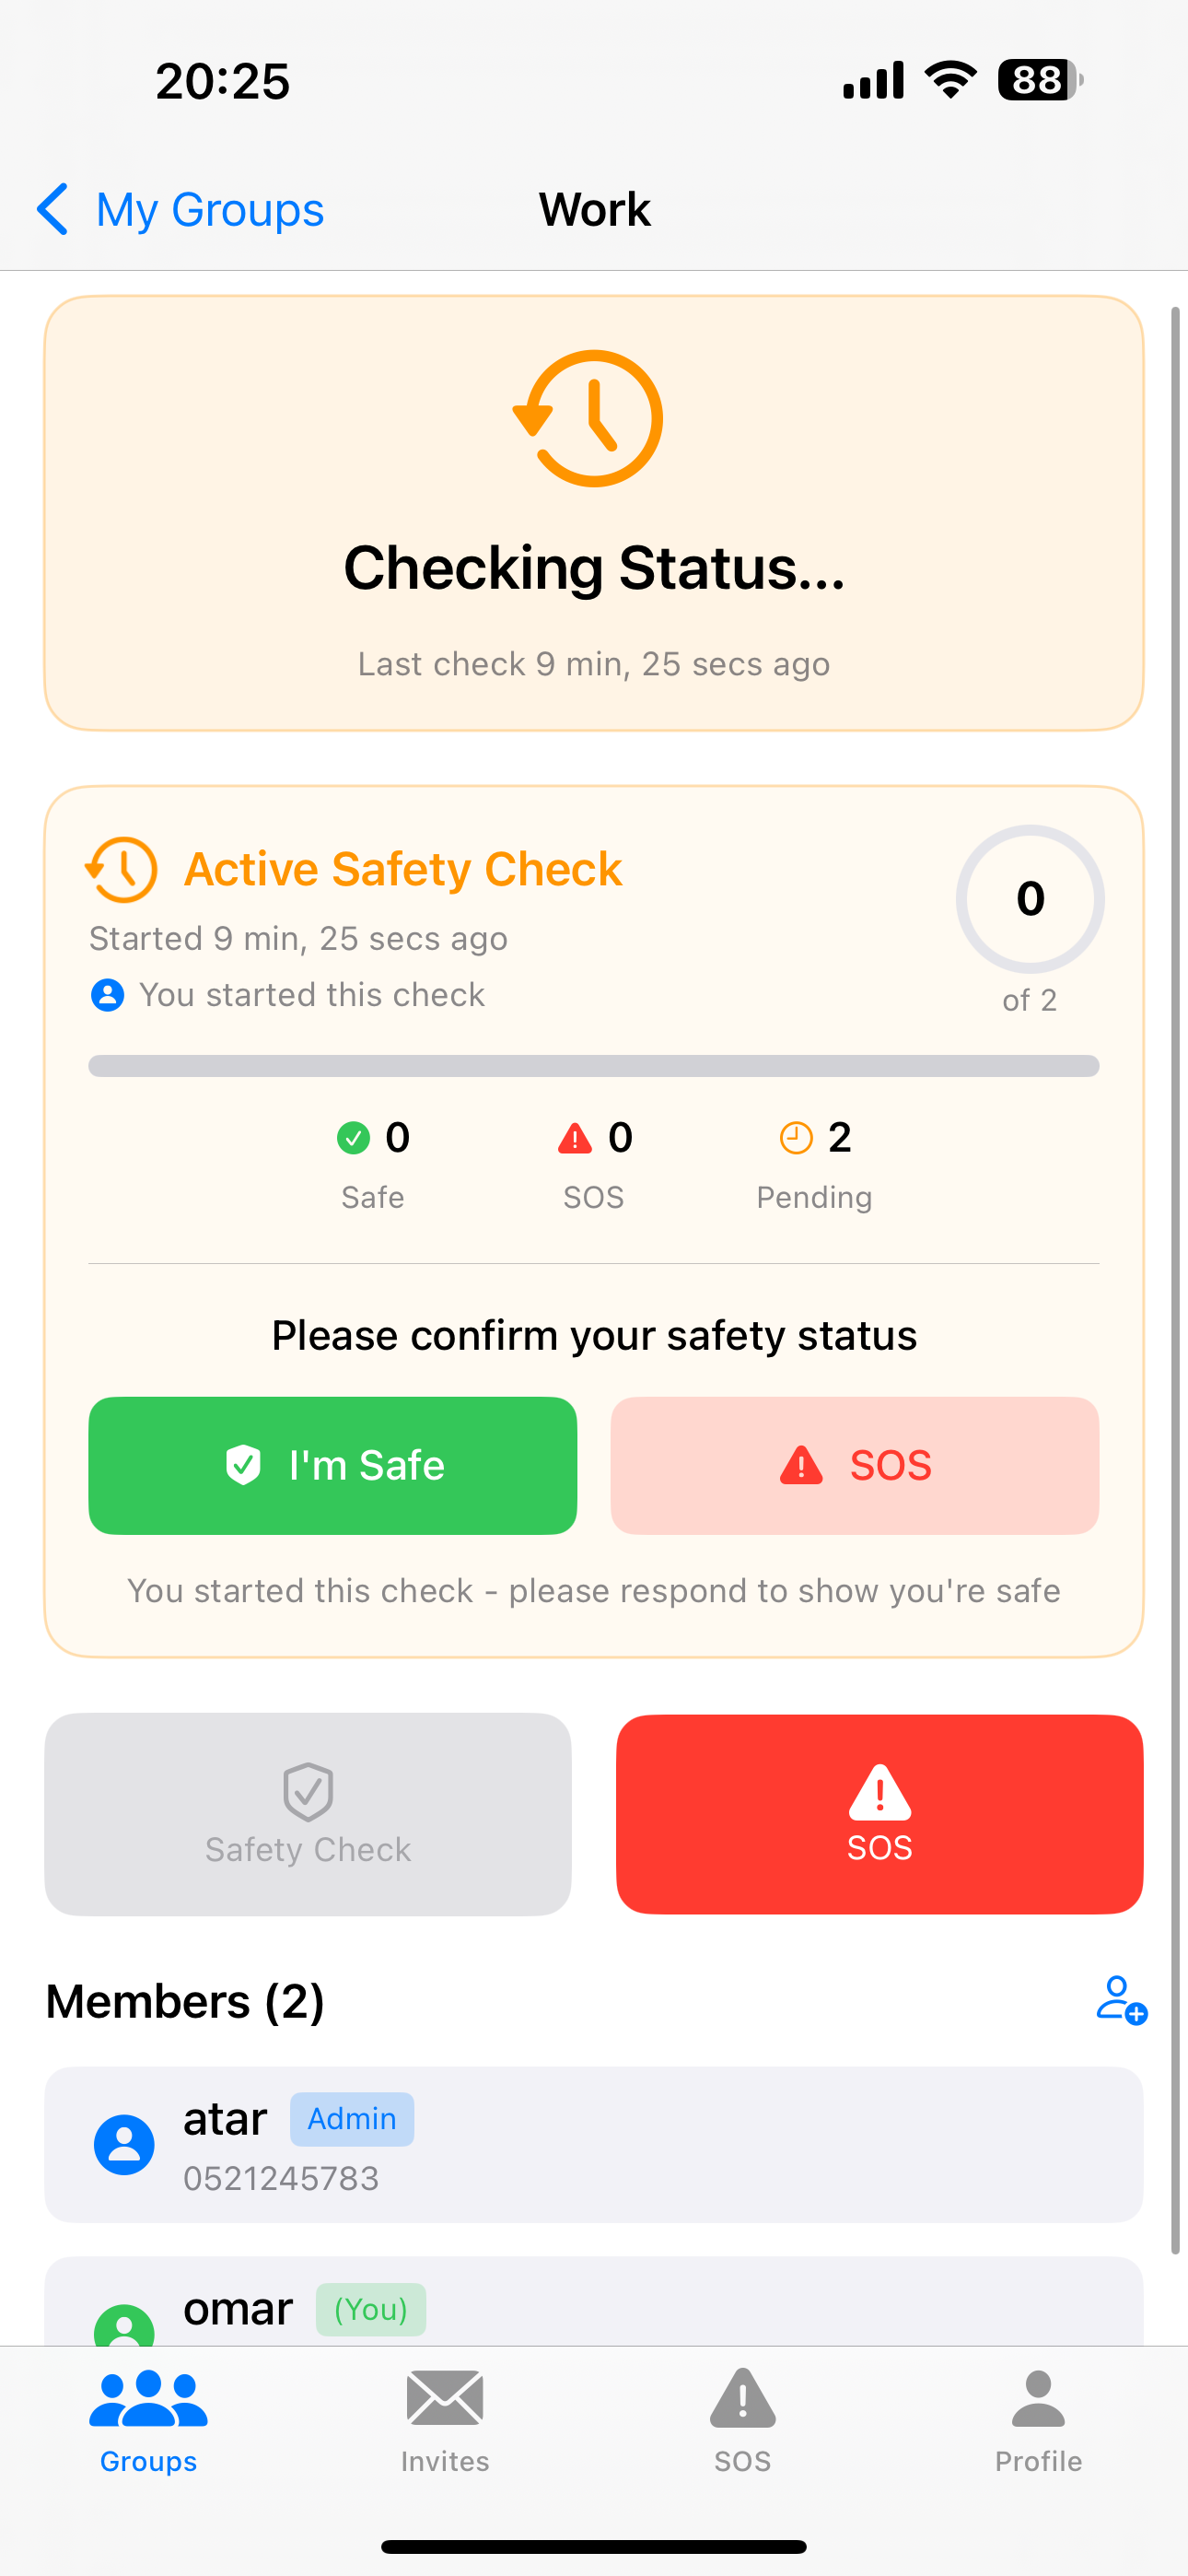 20:25
88
My Groups
Work
Checking Status...
Last check 9 min, 25 secs ago
Active Safety Check
0
Started 9 min, 25 secs ago
You started this check
of 2
0
0
2
Safe
SOS
Pending
Please confirm your safety status
I'm Safe
SOS
You started this check - please respond to show you're safe
Safety Check
SOS
Members (2)
atar
Admin
0521245783
omar
(You)
Groups
Invites
SOS
Profile